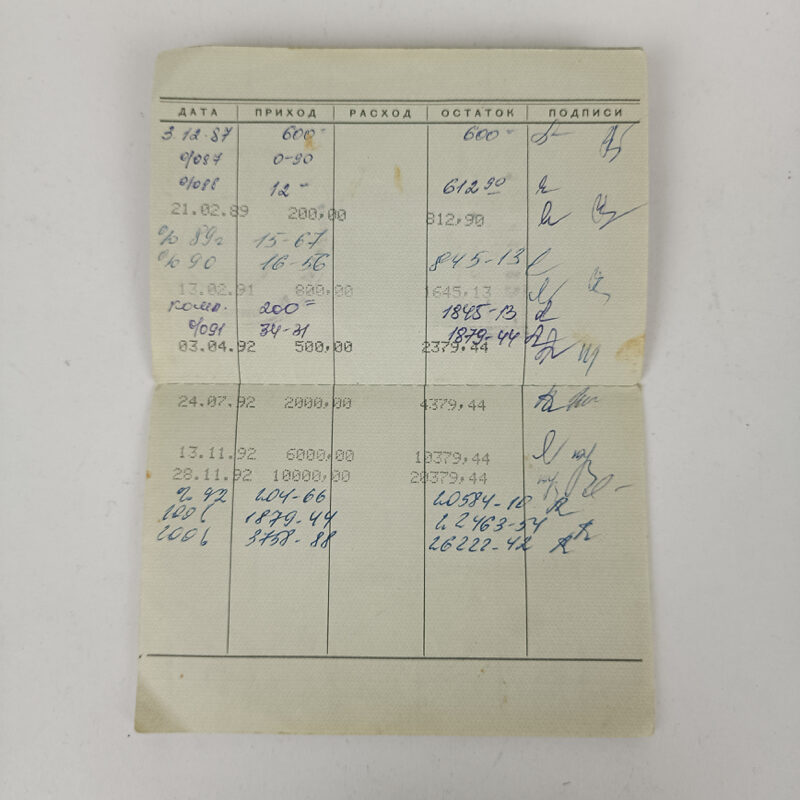 ДАТА ПРИХОД РАСХОД ОСТАТОК ПОДПИСИ
3.12.87 600= 600=
%87 0-90
%88 12= 612 90
21.02.89 200,00 812,90
% 89г 15-67
% 90 16-56 845-13
13.02.91 800,00 1645,13
комп. 200= 1845-13
%91 34-31 1879-44
03.04.92 500,00 2379,44
24.07.92 2000,00 4379,44
13.11.92 6000,00 10379,44
28.11.92 10000,00 20379,44
% 92 204-66 20584-10
1879-44 22463-54
3758-88 26222-42